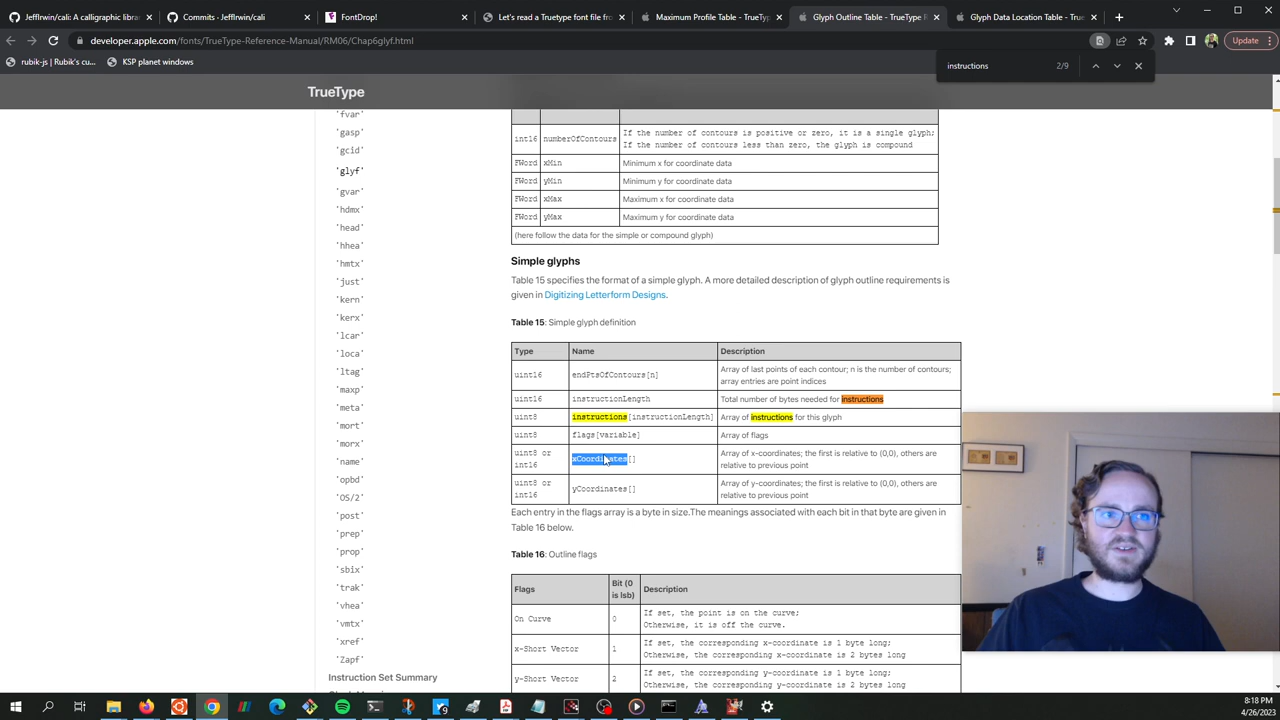 Jefflrwin/cali: A calligraphic libra
Commits · Jefflrwin/cali
FontDrop!
Let's read a Truetype font file fro
Maximum Profile Table - TrueTyp
Glyph Outline Table - TrueType R
Glyph Data Location Table - True
developer.apple.com/fonts/TrueType-Reference-Manual/RM06/Chap6glyf.html
Update
rubik-js | Rubik's cu...
KSP planet windows
instructions
2/9
TrueType
'fvar'
'gasp'
'gcid'
'glyf'
'gvar'
'hdmx'
'head'
'hhea'
'hmtx'
'just'
'kern'
'kerx'
'lcar'
'loca'
'ltag'
'maxp'
'meta'
'mort'
'morx'
'name'
'opbd'
'OS/2'
'post'
'prep'
'prop'
'sbix'
'trak'
'vhea'
'vmtx'
'xref'
'Zapf'
Instruction Set Summary
int16 numberOfContours If the number of contours is positive or zero, it is a single glyph;
If the number of contours less than zero, the glyph is compound
FWord xMin Minimum x for coordinate data
FWord yMin Minimum y for coordinate data
FWord xMax Maximum x for coordinate data
FWord yMax Maximum y for coordinate data
(here follow the data for the simple or compound glyph)
Simple glyphs
Table 15 specifies the format of a simple glyph. A more detailed description of glyph outline requirements is
given in Digitizing Letterform Designs.
Table 15: Simple glyph definition
Type Name Description
uint16 endPtsOfContours[n] Array of last points of each contour; n is the number of contours;
array entries are point indices
uint16 instructionLength Total number of bytes needed for instructions
uint8 instructions[instructionLength] Array of instructions for this glyph
uint8 flags[variable] Array of flags
uint8 or
int16 xCoordinates[] Array of x-coordinates; the first is relative to (0,0), others are
relative to previous point
uint8 or
int16 yCoordinates[] Array of y-coordinates; the first is relative to (0,0), others are
relative to previous point
Each entry in the flags array is a byte in size.The meanings associated with each bit in that byte are given in
Table 16 below.
Table 16: Outline flags
Flags Bit (0
is lsb) Description
On Curve 0 If set, the point is on the curve;
Otherwise, it is off the curve.
x-Short Vector 1 If set, the corresponding x-coordinate is 1 byte long;
Otherwise, the corresponding x-coordinate is 2 bytes long
y-Short Vector 2 If set, the corresponding y-coordinate is 1 byte long;
Otherwise, the corresponding y-coordinate is 2 bytes long
8:18 PM
4/26/2023